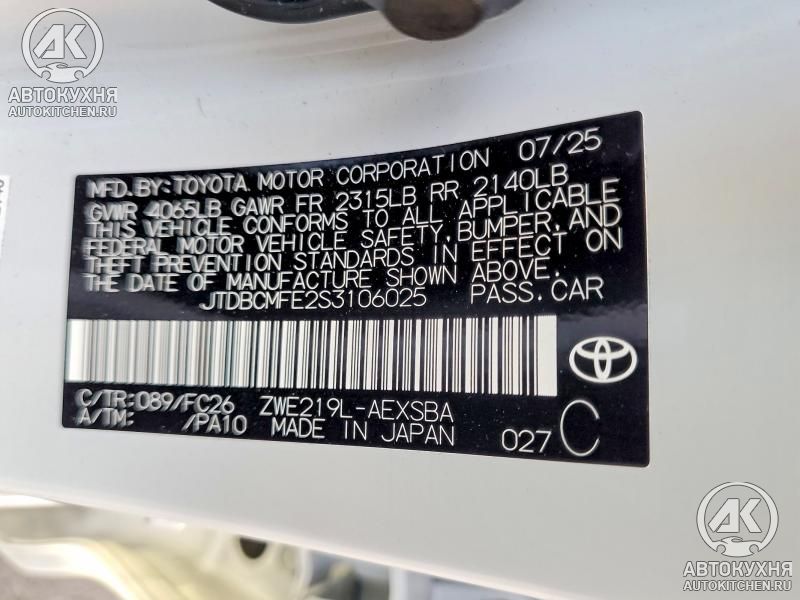 AK
АВТОКУХНЯ
AUTOKITCHEN.RU
MFD.BY:TOYOTA MOTOR CORPORATION 07/25
GVWR 4065LB GAWR FR 2315LB RR 2140LB
THIS VEHICLE CONFORMS TO ALL APPLICABLE
FEDERAL MOTOR VEHICLE SAFETY,BUMPER,AND
THEFT PREVENTION STANDARDS IN EFFECT ON
THE DATE OF MANUFACTURE SHOWN ABOVE.
JTDBCMFE2S3106025 PASS.CAR
C/TR:089/FC26 ZWE219L-AEXSBA
A/TM: /PA10 MADE IN JAPAN 027 C
AK
АВТОКУХНЯ
AUTOKITCHEN.RU